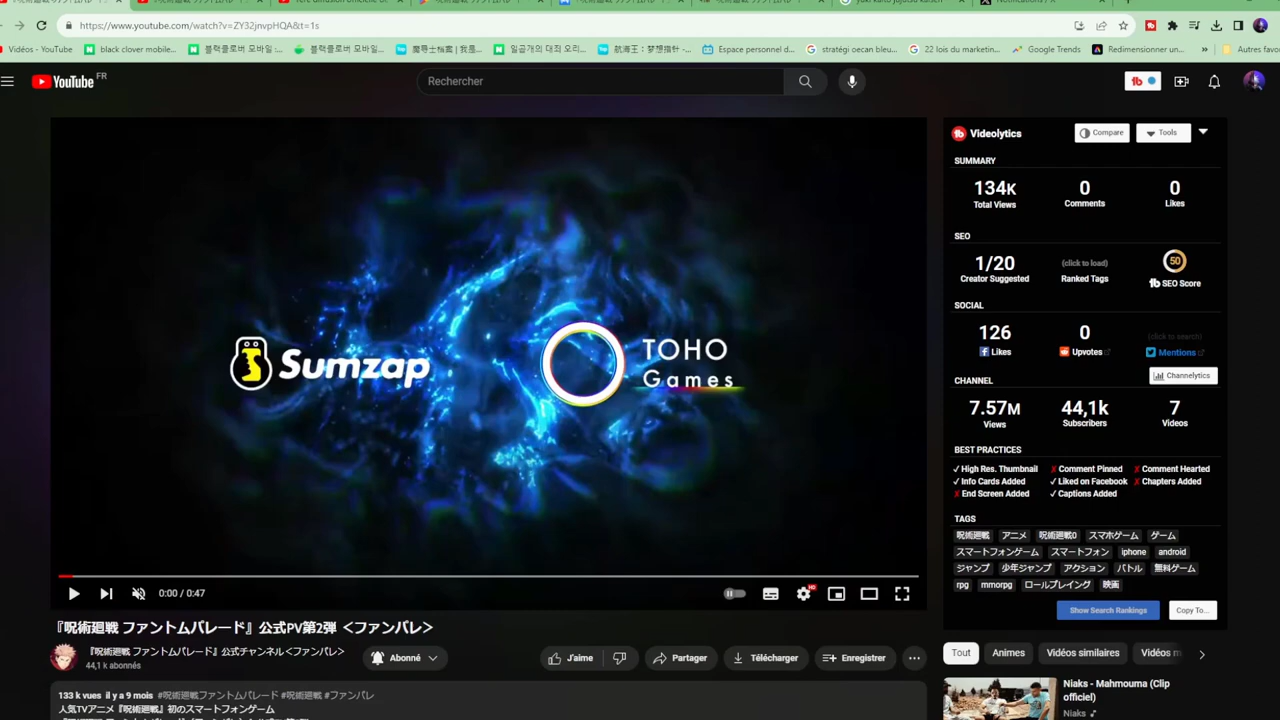 https://www.youtube.com/watch?v=ZY32jnvpHQA&t=1s
Vidéos - YouTube
black clover mobile...
블랙클로버 모바일 :...
블랙클로버 모바일...
魔髒士档案 | 我是...
일곱개의 대죄 오리...
航海王：梦想指针 -...
Espace personnel d...
stratégi ocean bleu...
22 lois du marketin...
Google Trends
Redimensionner un...
»
Autres favo
YouTube FR
Rechercher
Sumzap
TOHO
Games
0:00 / 0:47
HD
『呪術廻戦 ファントムパレード』公式PV第2弾 ＜ファンパレ＞
『呪術廻戦 ファントムパレード』公式チャンネル<ファンパレ>
44,1 k abonnés
Abonné
J'aime
Partager
Télécharger
Enregistrer
133 k vues il y a 9 mois #呪術廻戦ファントムパレード #呪術廻戦 #ファンパレ
人気TVアニメ『呪術廻戦』初のスマートフォンゲーム
Videolytics
Compare
Tools
SUMMARY
134K 0 0
Total Views Comments Likes
SEO
1/20 (click to load) 50
Creator Suggested Ranked Tags tb SEO Score
SOCIAL
126 0 (click to search)
Likes Upvotes Mentions
CHANNEL Channelytics
7.57M 44,1k 7
Views Subscribers Videos
BEST PRACTICES
✓ High Res. Thumbnail ✗ Comment Pinned ✗ Comment Hearted
✓ Info Cards Added ✓ Liked on Facebook ✗ Chapters Added
✗ End Screen Added ✓ Captions Added
TAGS
呪術廻戦 アニメ 呪術廻戦0 スマホゲーム ゲーム
スマートフォンゲーム スマートフォン iphone android
ジャンプ 少年ジャンプ アクション バトル 無料ゲーム
rpg mmorpg ロールプレイング 映画
Show Search Rankings Copy To...
Tout Animes Vidéos similaires Vidéos m
Niaks - Mahmouma (Clip
officiel)
Niaks